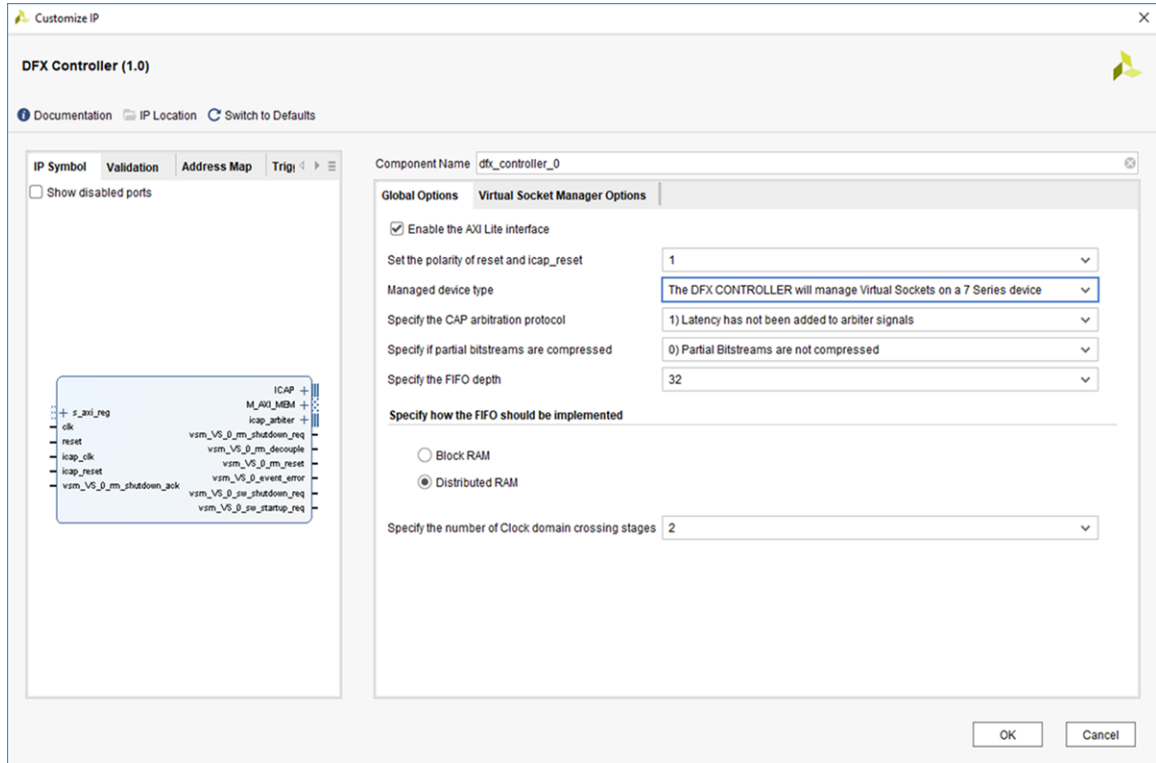 Customize IP
DFX Controller (1.0)
Documentation IP Location Switch to Defaults
IP Symbol Validation Address Map Trig
Show disabled ports
ICAP
M_AXI_MEM
icap_arbiter
vsm_VS_0_rm_shutdown_req
vsm_VS_0_rm_decouple
vsm_VS_0_rm_reset
vsm_VS_0_event_error
vsm_VS_0_sw_shutdown_req
vsm_VS_0_sw_startup_req
s_axi_reg
clk
reset
icap_clk
icap_reset
vsm_VS_0_rm_shutdown_ack
Component Name dfx_controller_0
Global Options Virtual Socket Manager Options
Enable the AXI Lite interface
Set the polarity of reset and icap_reset 1
Managed device type The DFX CONTROLLER will manage Virtual Sockets on a 7 Series device
Specify the CAP arbitration protocol 1) Latency has not been added to arbiter signals
Specify if partial bitstreams are compressed 0) Partial Bitstreams are not compressed
Specify the FIFO depth 32
Specify how the FIFO should be implemented
Block RAM
Distributed RAM
Specify the number of Clock domain crossing stages 2
OK Cancel